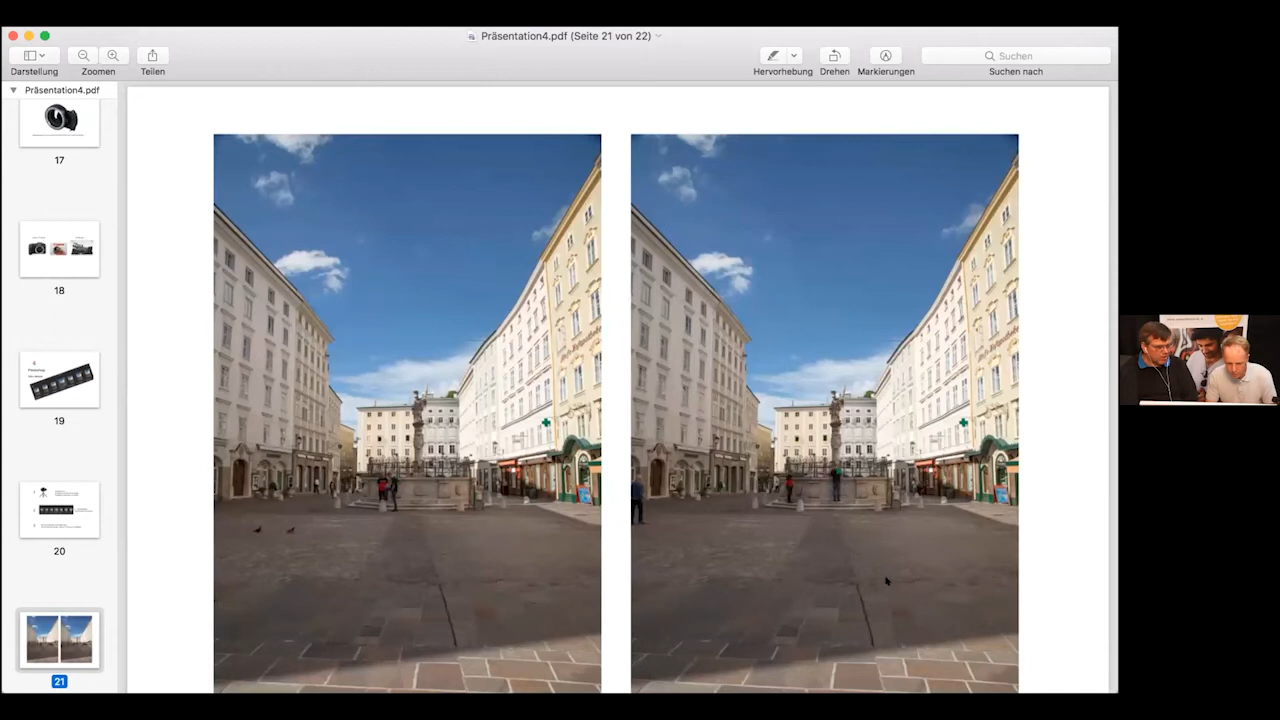 Präsentation4.pdf (Seite 21 von 22)
Suchen
Darstellung
Zoomen
Teilen
Hervorhebung
Drehen
Markierungen
Suchen nach
Präsentation4.pdf
17
18
19
20
21